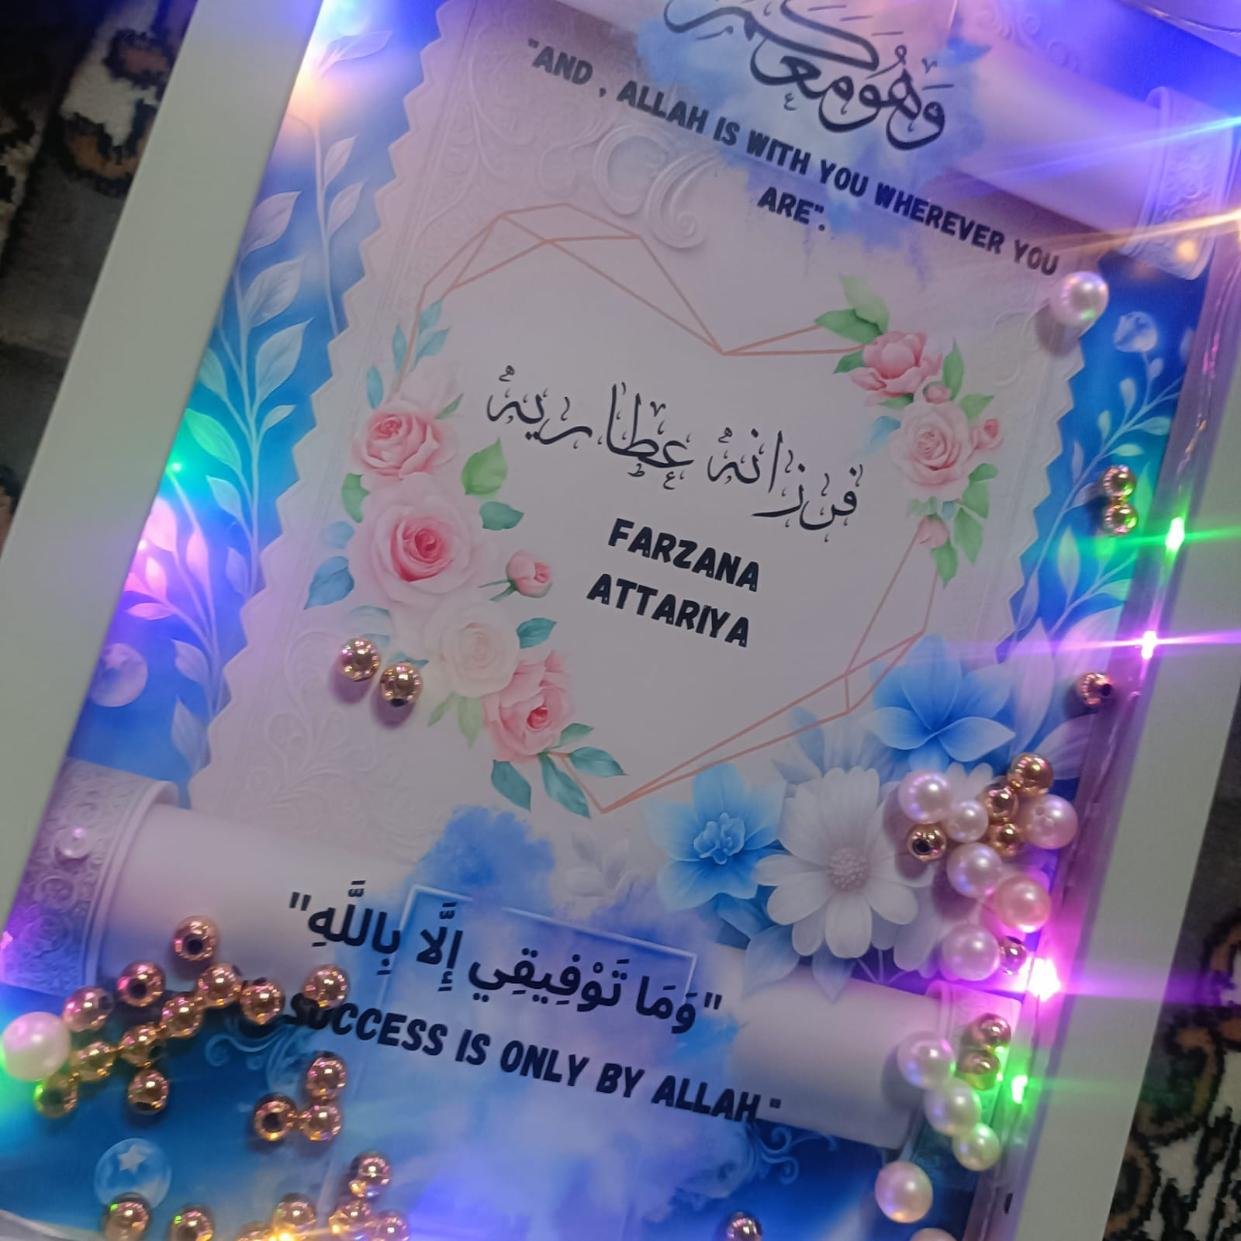 وَهُوَ مَعَكُمْ
"AND , ALLAH IS WITH YOU WHEREVER YOU
ARE".
فرزانہ عطاریہ
FARZANA
ATTARIYA
"وَمَا تَوْفِيقِي إِلَّا بِاللَّهِ"
SUCCESS IS ONLY BY ALLAH"